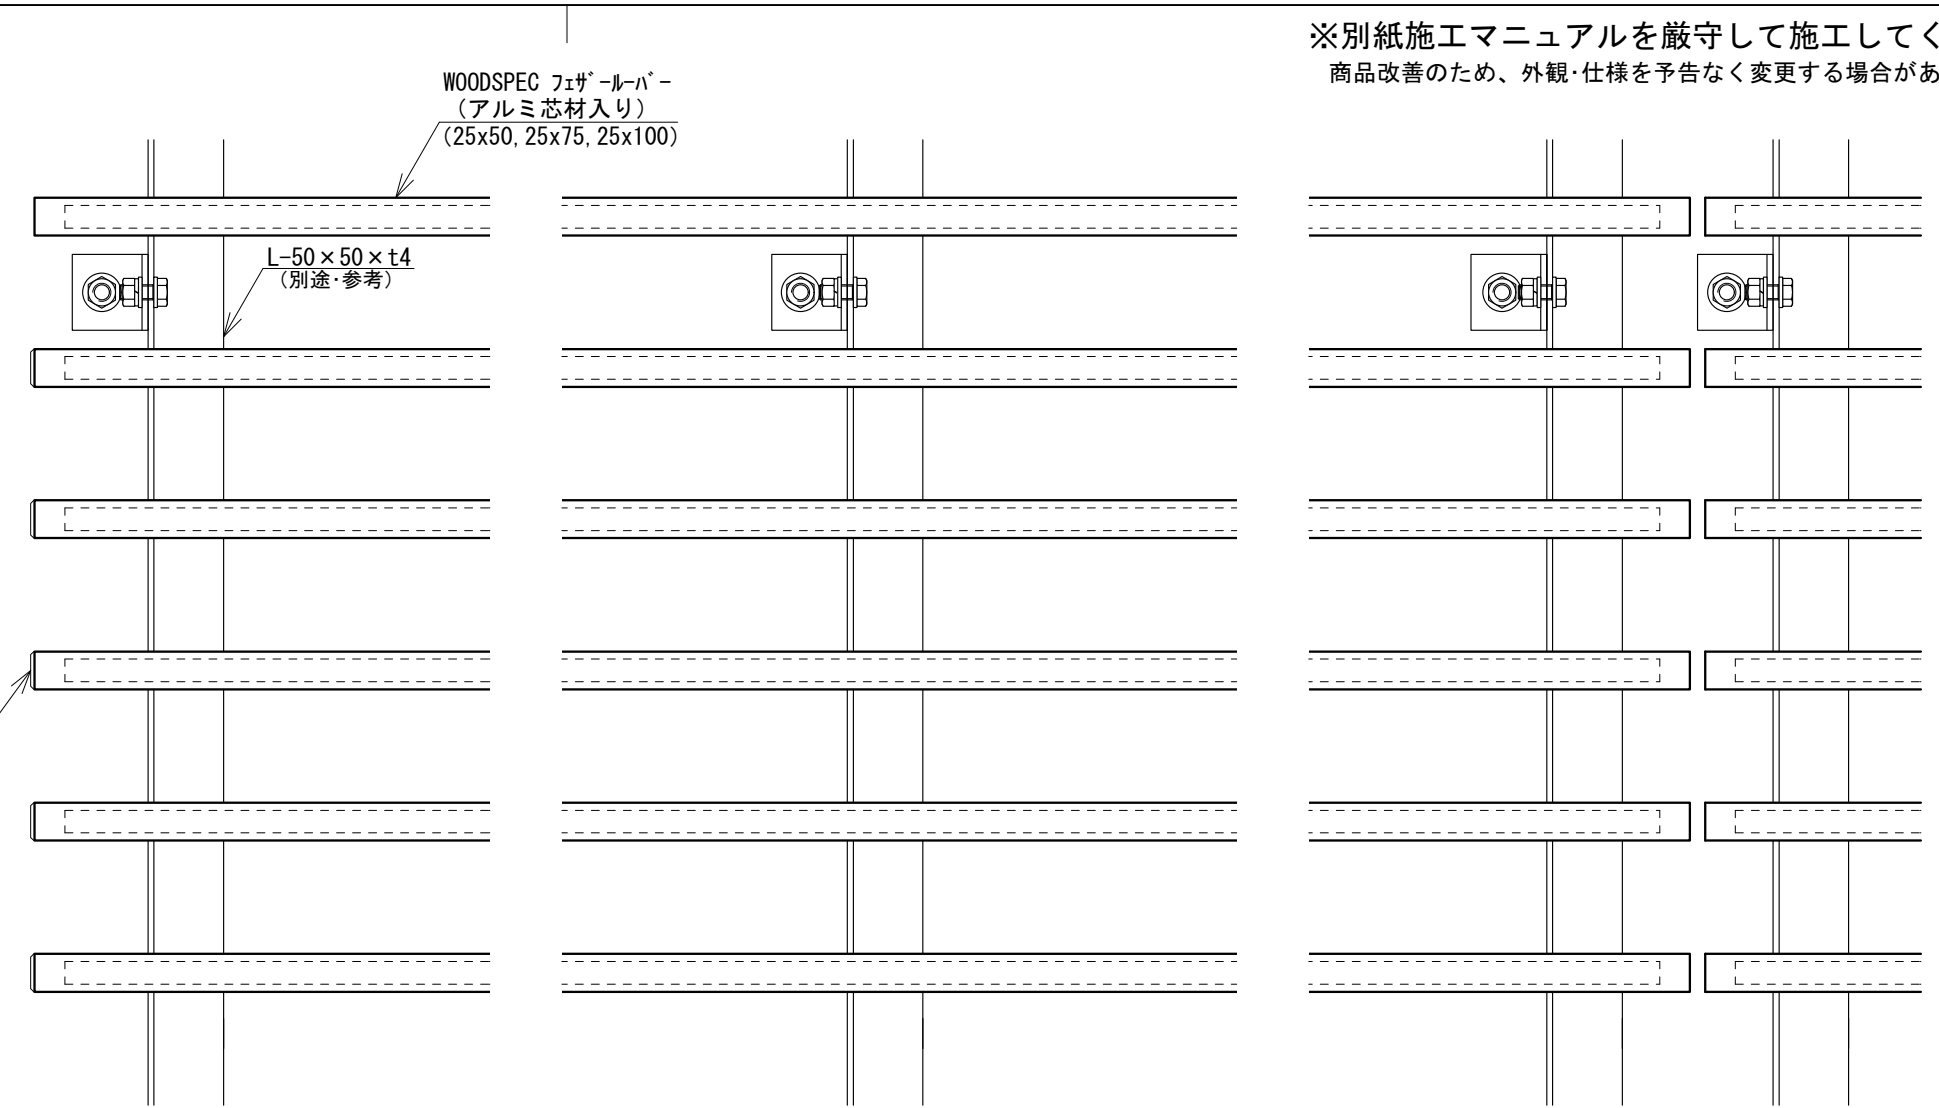 ※別紙施工マニュアルを厳守して施工してく
商品改善のため、外観･仕様を予告なく変更する場合があ
WOODSPEC ﾌｪｻﾞｰﾙｰﾊﾞｰ
(アルミ芯材入り)
(25x50,25x75,25x100)
L-50×50×t4
(別途･参考)